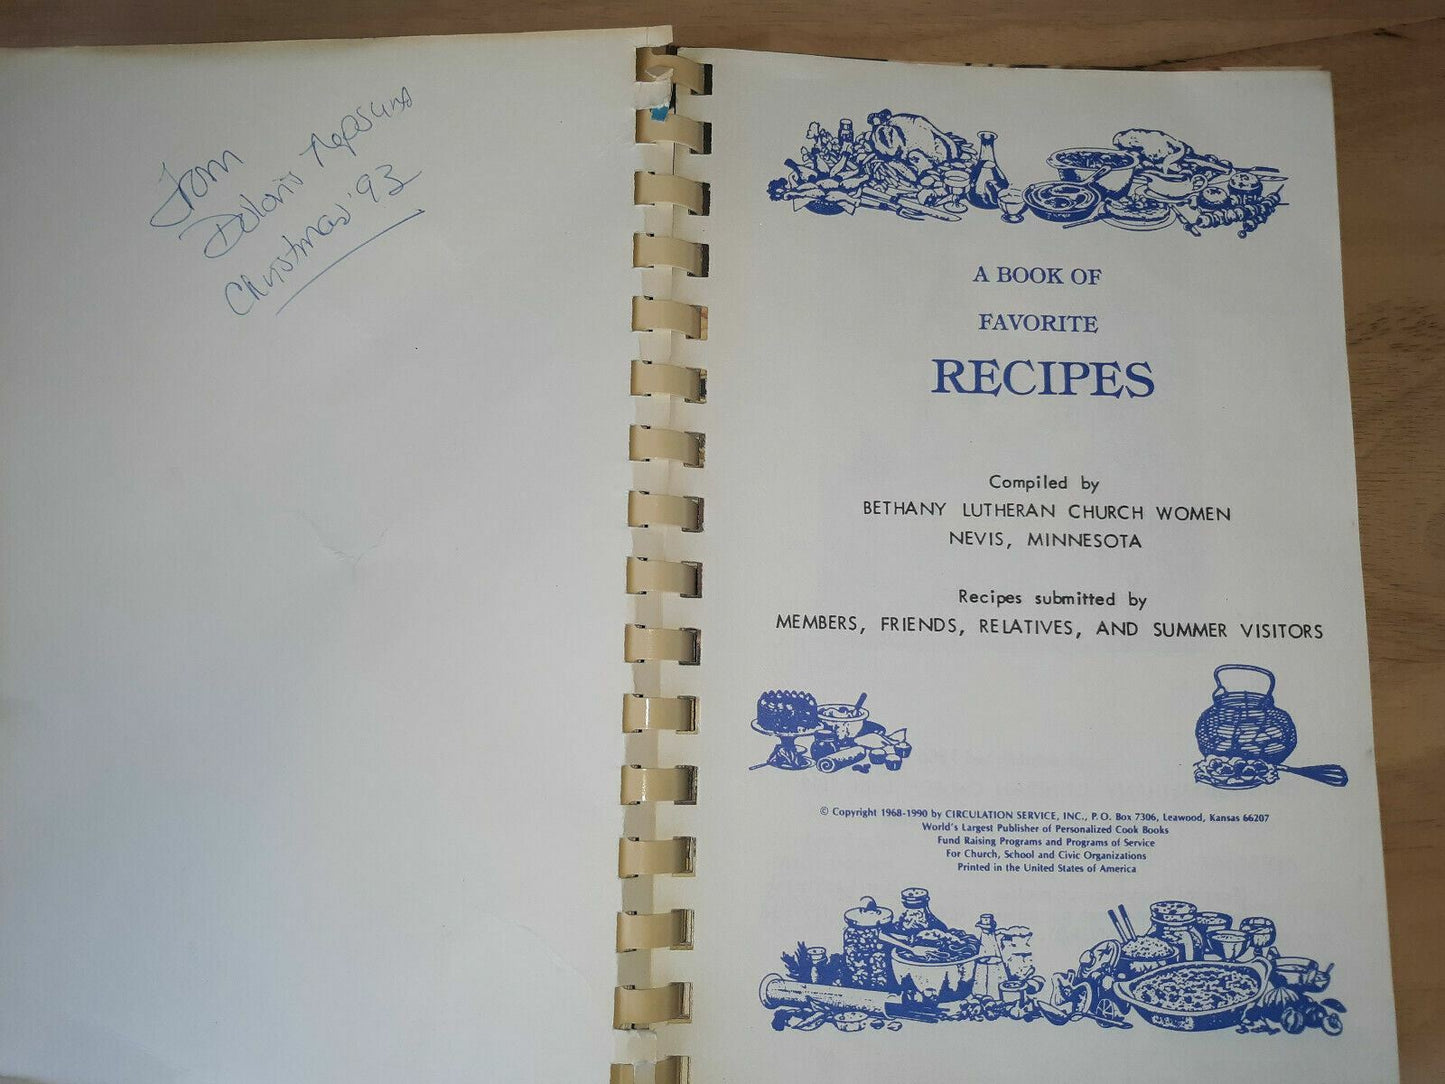 From
Christmas '93
A BOOK OF
FAVORITE
RECIPES
Compiled by
BETHANY LUTHERAN CHURCH WOMEN
NEVIS, MINNESOTA
Recipes submitted by
MEMBERS, FRIENDS, RELATIVES, AND SUMMER VISITORS
© Copyright 1968-1990 by CIRCULATION SERVICE, INC., P. O. Box 7306, Leawood, Kansas 66207
World's Largest Publisher of Personalized Cook Books
Fund Raising Programs and Programs of Service
For Church, School and Civic Organizations
Printed in the United States of America